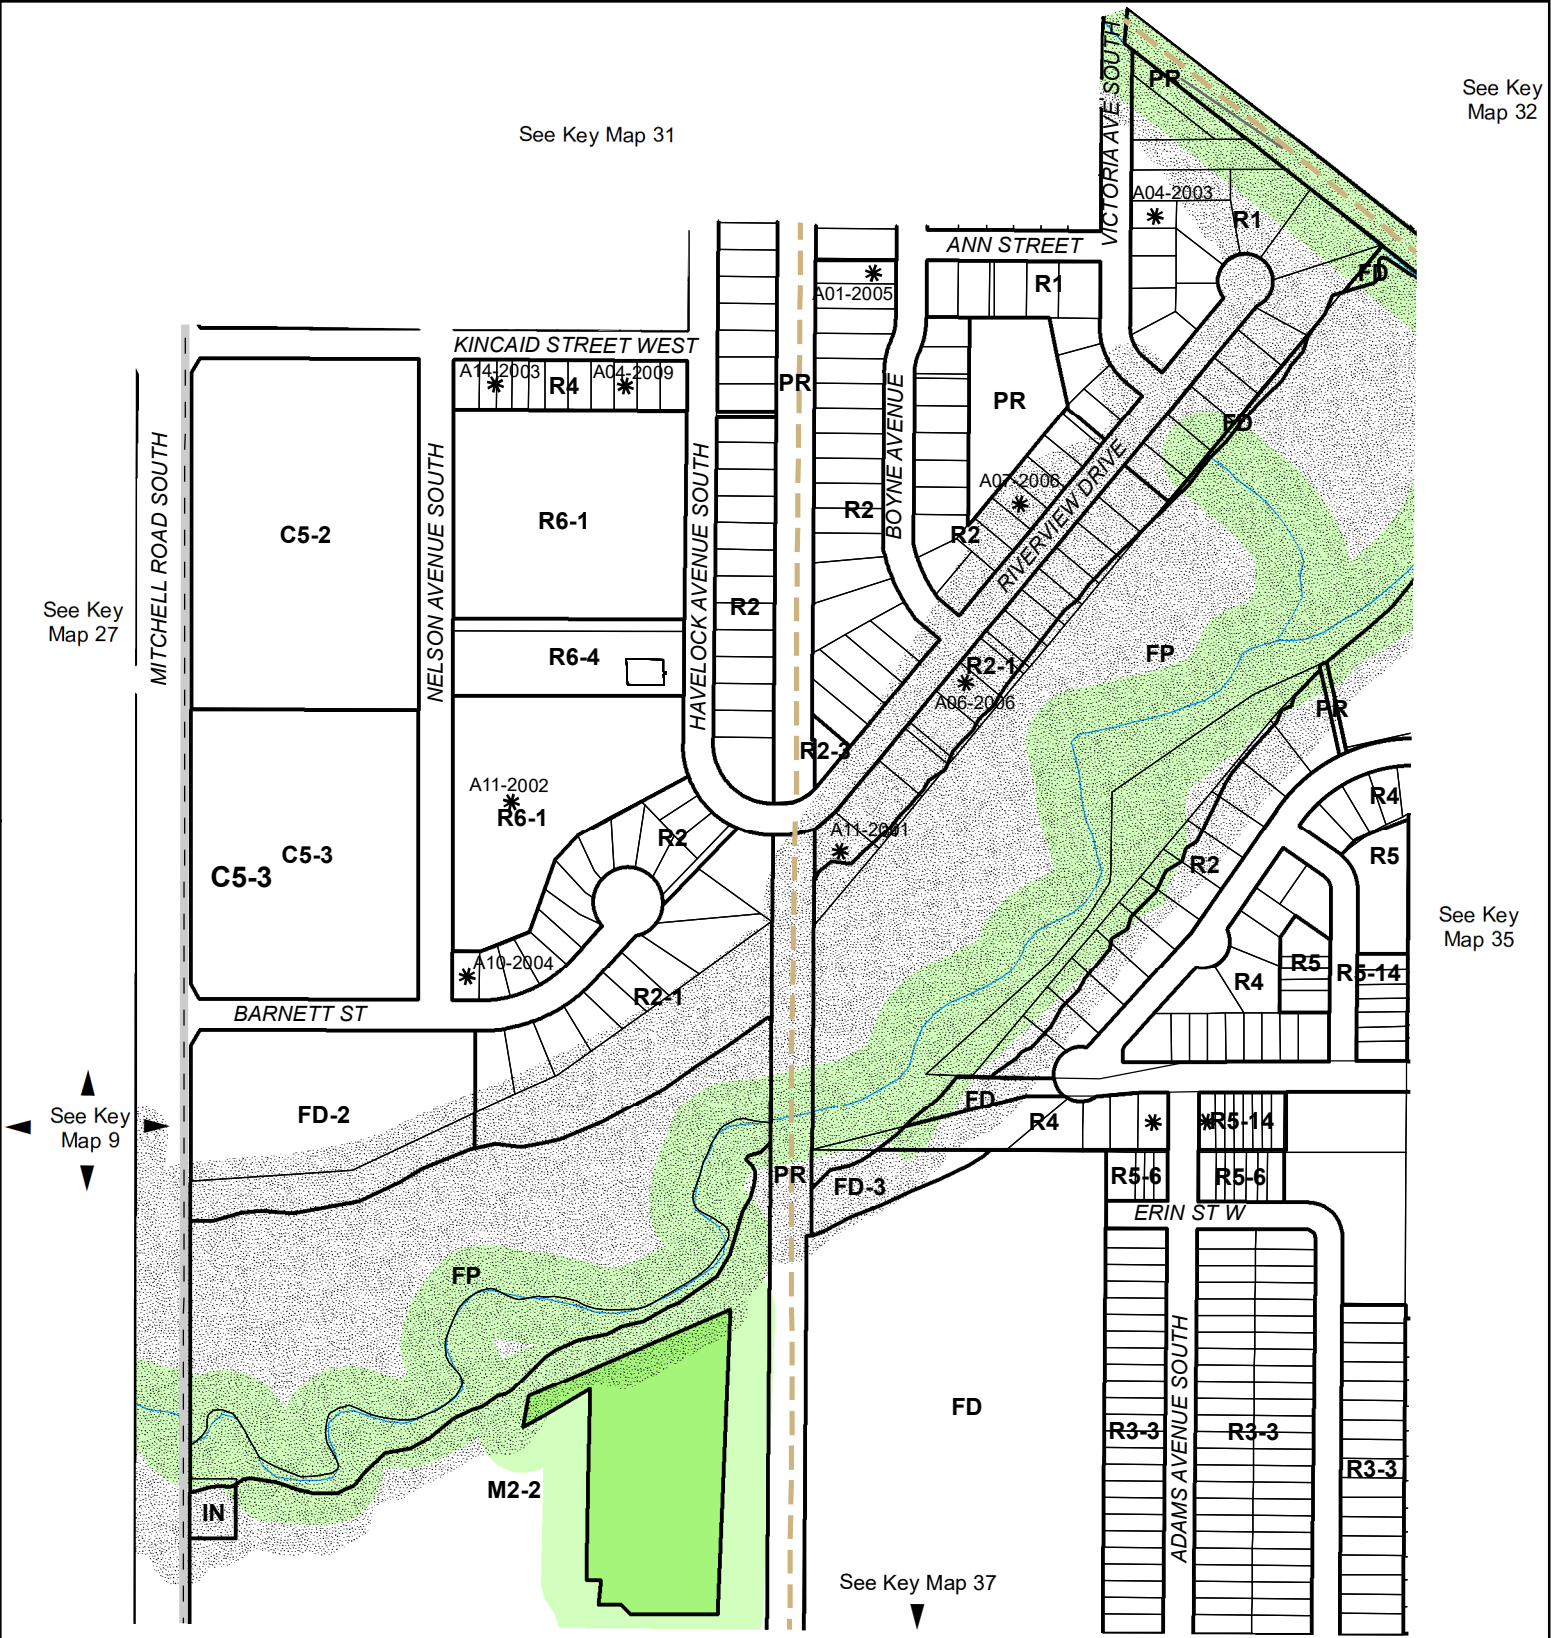 See Key
Map 32
See Key Map 31
PR
VICTORIA AVE SOUTH
A04-2003
R1
ANN STREET
FD
R1
A01-2005
KINCAID STREET WEST
A14-2003
R4
A04-2009
PR
PR
BOYNE AVENUE
FD
MITCHELL ROAD SOUTH
NELSON AVENUE SOUTH
HAVELOCK AVENUE SOUTH
RIVERVIEW DRIVE
A07-2006
C5-2
R6-1
R2
R2
See Key
Map 27
R2
R6-4
FP
R2-1
A06-2006
PR
R2-3
A11-2002
R6-1
R4
R2
A11-2001
C5-3
C5-3
R2
R5
See Key
Map 35
A10-2004
R5
R5-14
R4
R2-1
BARNETT ST
See Key
Map 9
FD-2
FD
R4
R5-14
PR
FD-3
R5-6
R5-6
ERIN ST W
FP
ADAMS AVENUE SOUTH
FD
R3-3
R3-3
R3-3
M2-2
IN
See Key Map 37